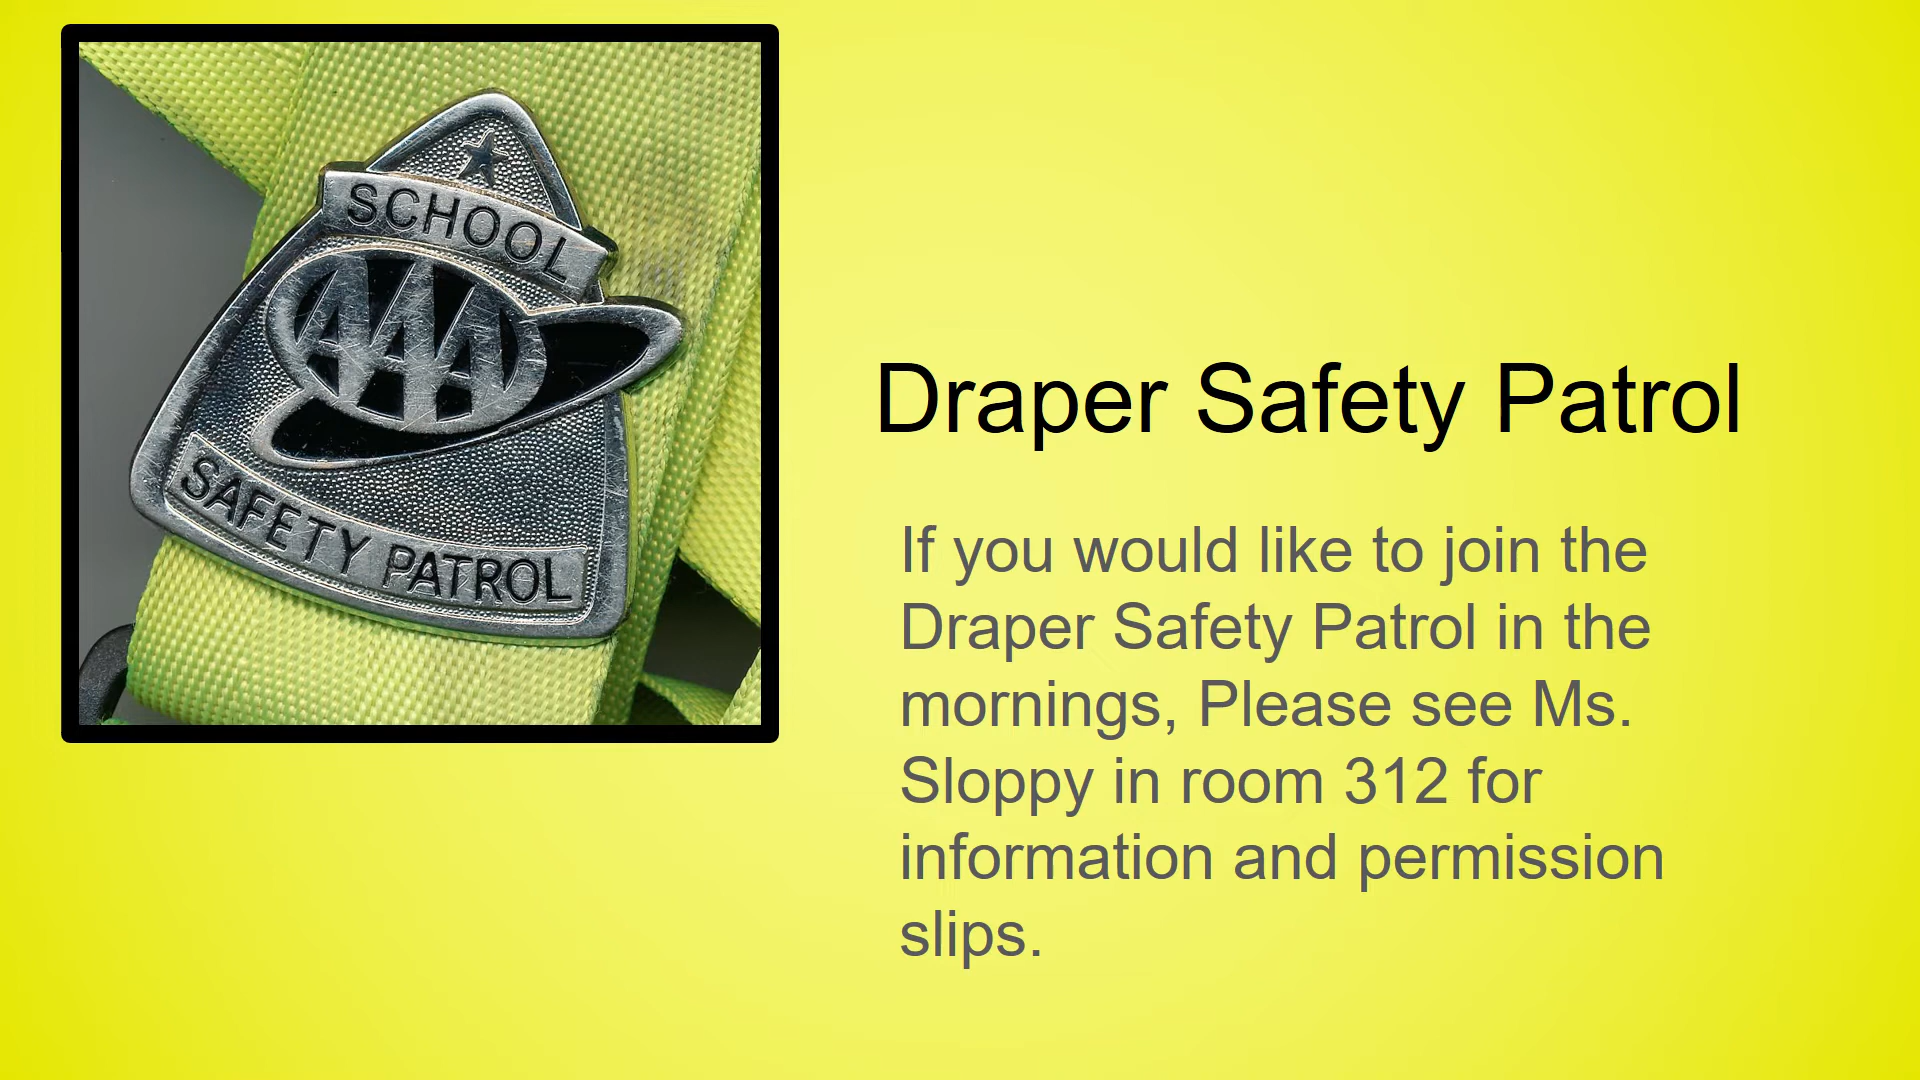 SCHOOL
AAA
SAFETY PATROL
Draper Safety Patrol
If you would like to join the
Draper Safety Patrol in the
mornings, Please see Ms.
Sloppy in room 312 for
information and permission
slips.